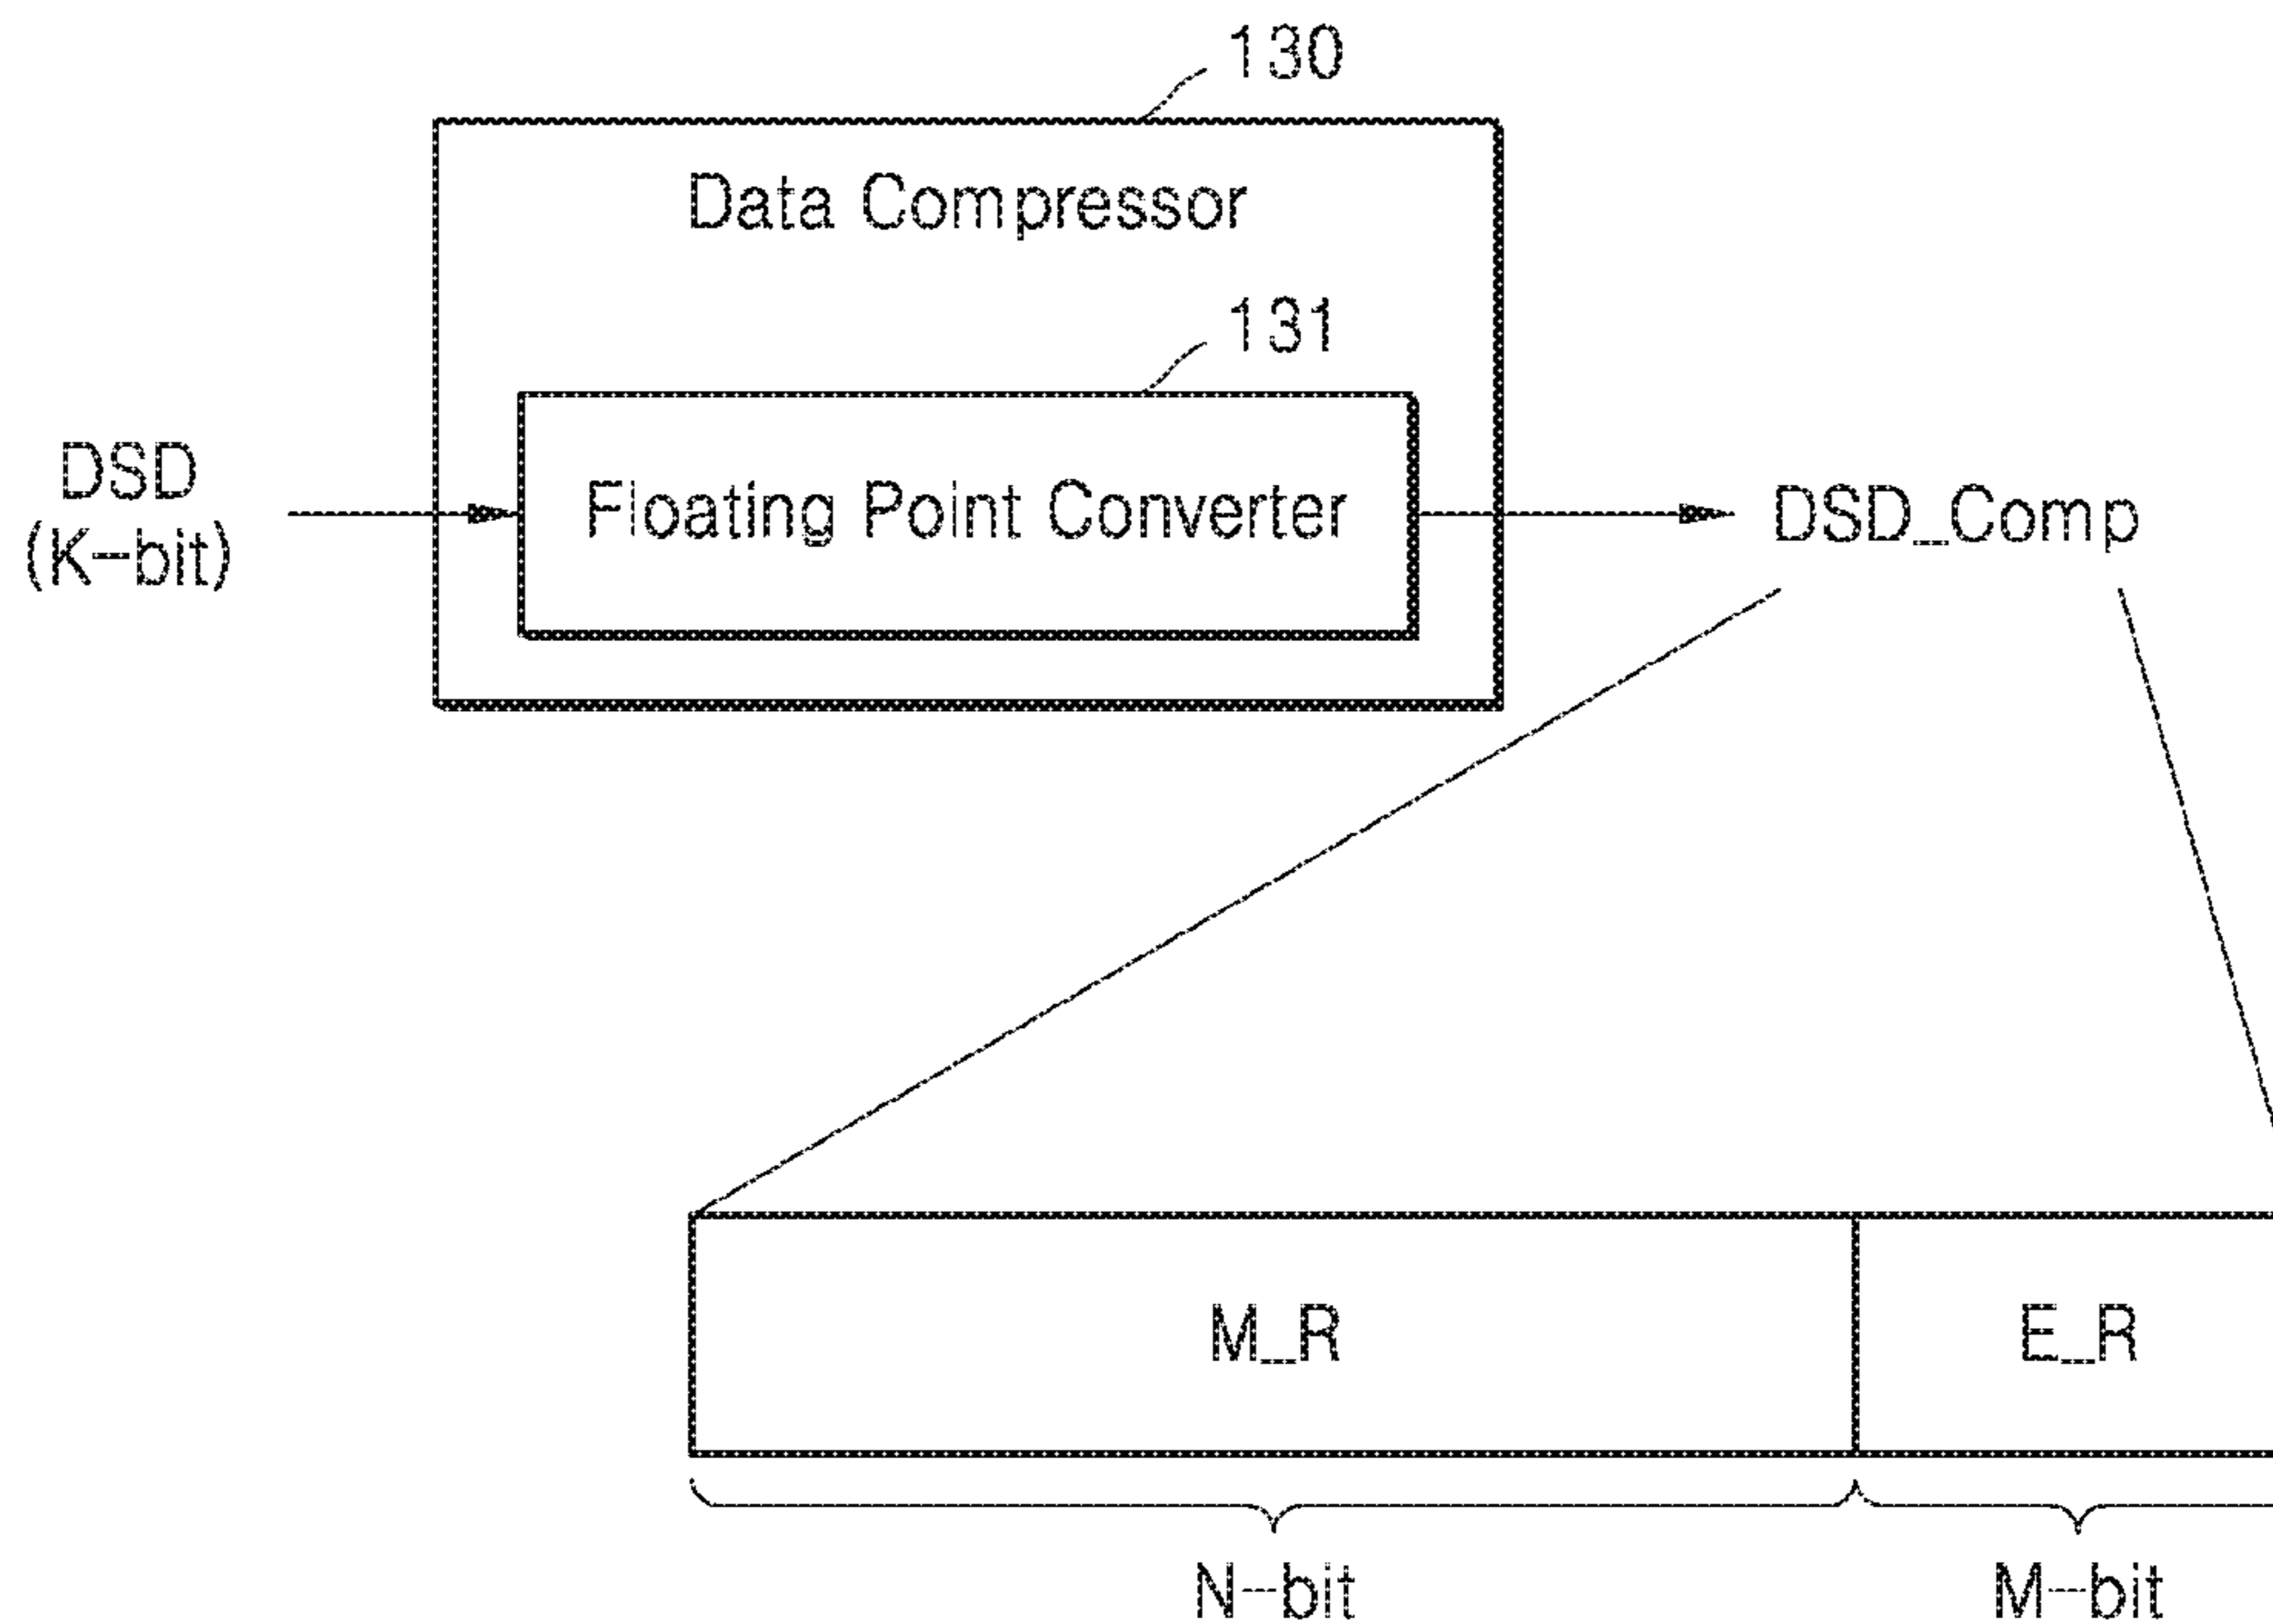 130
Data Compressor
131
DSD
(K-bit)
Floating Point Converter
DSD_Comp
M_R
E_R
N-bit
M-bit